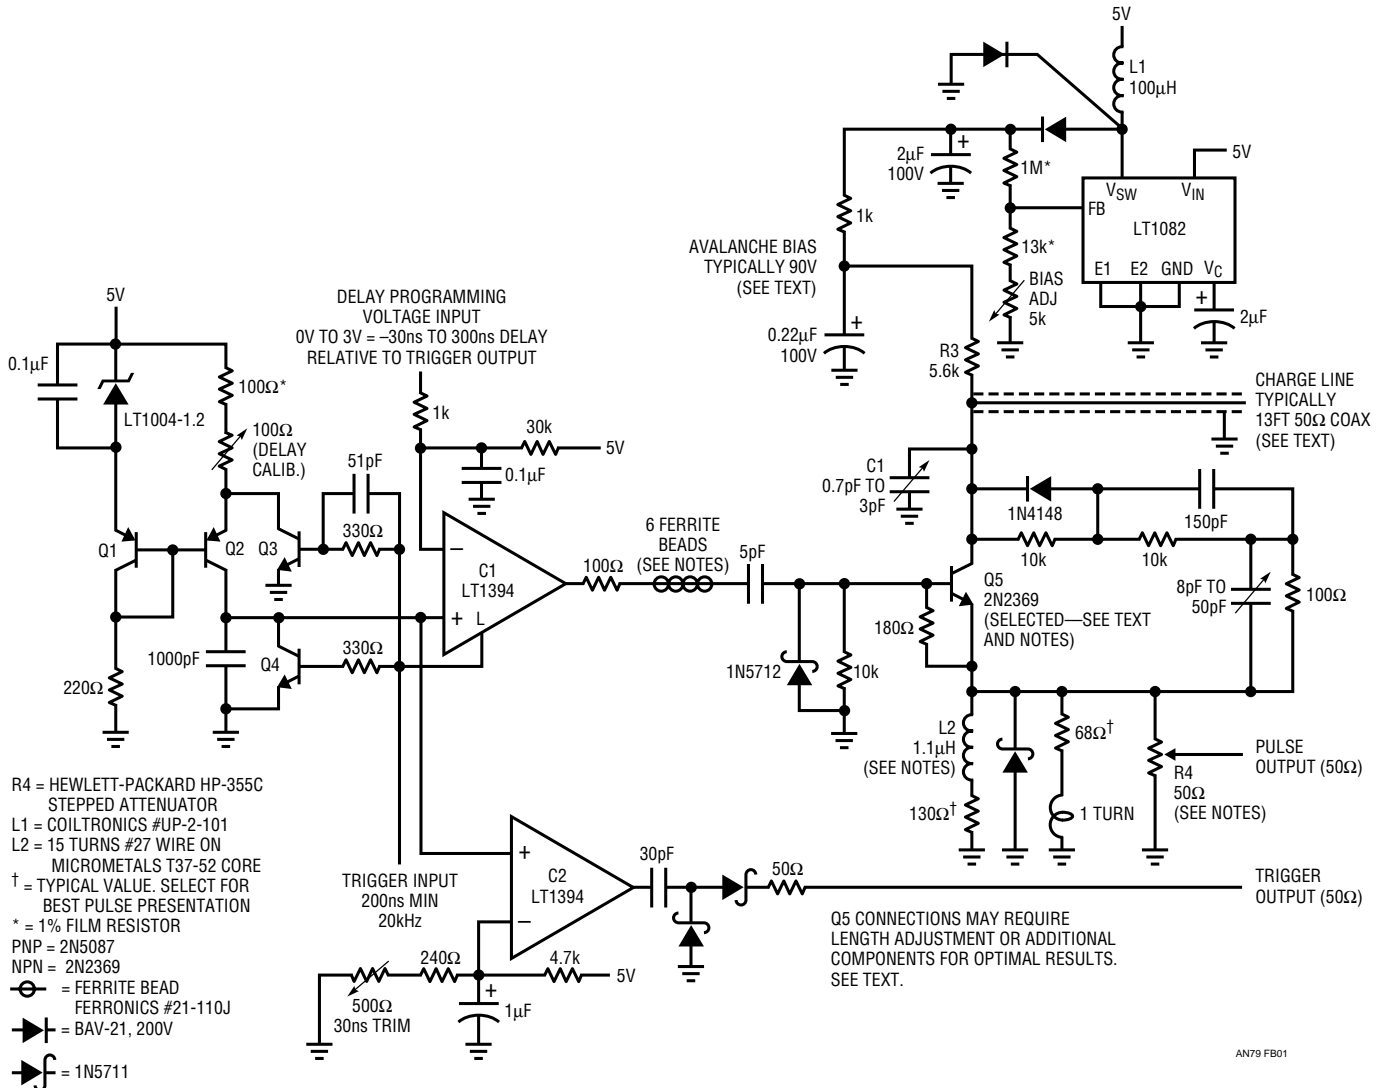 5V
L1
100µH
2µF
100V
+
1M*
5V
VSW
VIN
FB
LT1082
1k
13k*
AVALANCHE BIAS
TYPICALLY 90V
(SEE TEXT)
E1
E2
GND
VC
BIAS
ADJ
5k
+
2µF
0.22µF
100V
+
R3
5.6k
5V
DELAY PROGRAMMING
VOLTAGE INPUT
0V TO 3V = –30ns TO 300ns DELAY
RELATIVE TO TRIGGER OUTPUT
0.1µF
100Ω*
LT1004-1.2
1k
30k
5V
0.1µF
CHARGE LINE
TYPICALLY
13FT 50Ω COAX
(SEE TEXT)
100Ω
(DELAY
CALIB.)
51pF
C1
0.7pF TO
3pF
1N4148
150pF
330Ω
6 FERRITE
BEADS
(SEE NOTES)
5pF
10k
10k
Q1
Q2
Q3
–
C1
LT1394
+
L
100Ω
Q5
2N2369
(SELECTED—SEE TEXT
AND NOTES)
8pF TO
50pF
100Ω
180Ω
1000pF
Q4
330Ω
1N5712
10k
220Ω
L2
1.1µH
(SEE NOTES)
68Ω†
R4
50Ω
(SEE NOTES)
PULSE
OUTPUT (50Ω)
130Ω†
1 TURN
R4 = HEWLETT-PACKARD HP-355C
STEPPED ATTENUATOR
L1 = COILTRONICS #UP-2-101
L2 = 15 TURNS #27 WIRE ON
MICROMETALS T37-52 CORE
† = TYPICAL VALUE. SELECT FOR
BEST PULSE PRESENTATION
* = 1% FILM RESISTOR
PNP = 2N5087
NPN = 2N2369
= FERRITE BEAD
FERRONICS #21-110J
= BAV-21, 200V
= 1N5711
TRIGGER INPUT
200ns MIN
20kHz
+
C2
LT1394
–
30pF
50Ω
TRIGGER
OUTPUT (50Ω)
240Ω
4.7k
5V
500Ω
30ns TRIM
+
1µF
Q5 CONNECTIONS MAY REQUIRE
LENGTH ADJUSTMENT OR ADDITIONAL
COMPONENTS FOR OPTIMAL RESULTS.
SEE TEXT.
AN79 FB01